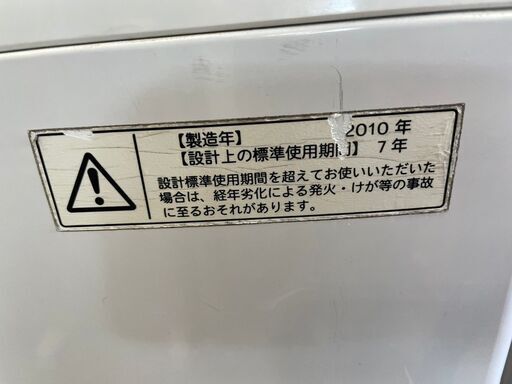 【製造年】 2010 年
【設計上の標準使用期間】 7 年
設計標準使用期間を超えてお使いいただいた
場合は、経年劣化による発火・けが等の事故
に至るおそれがあります。